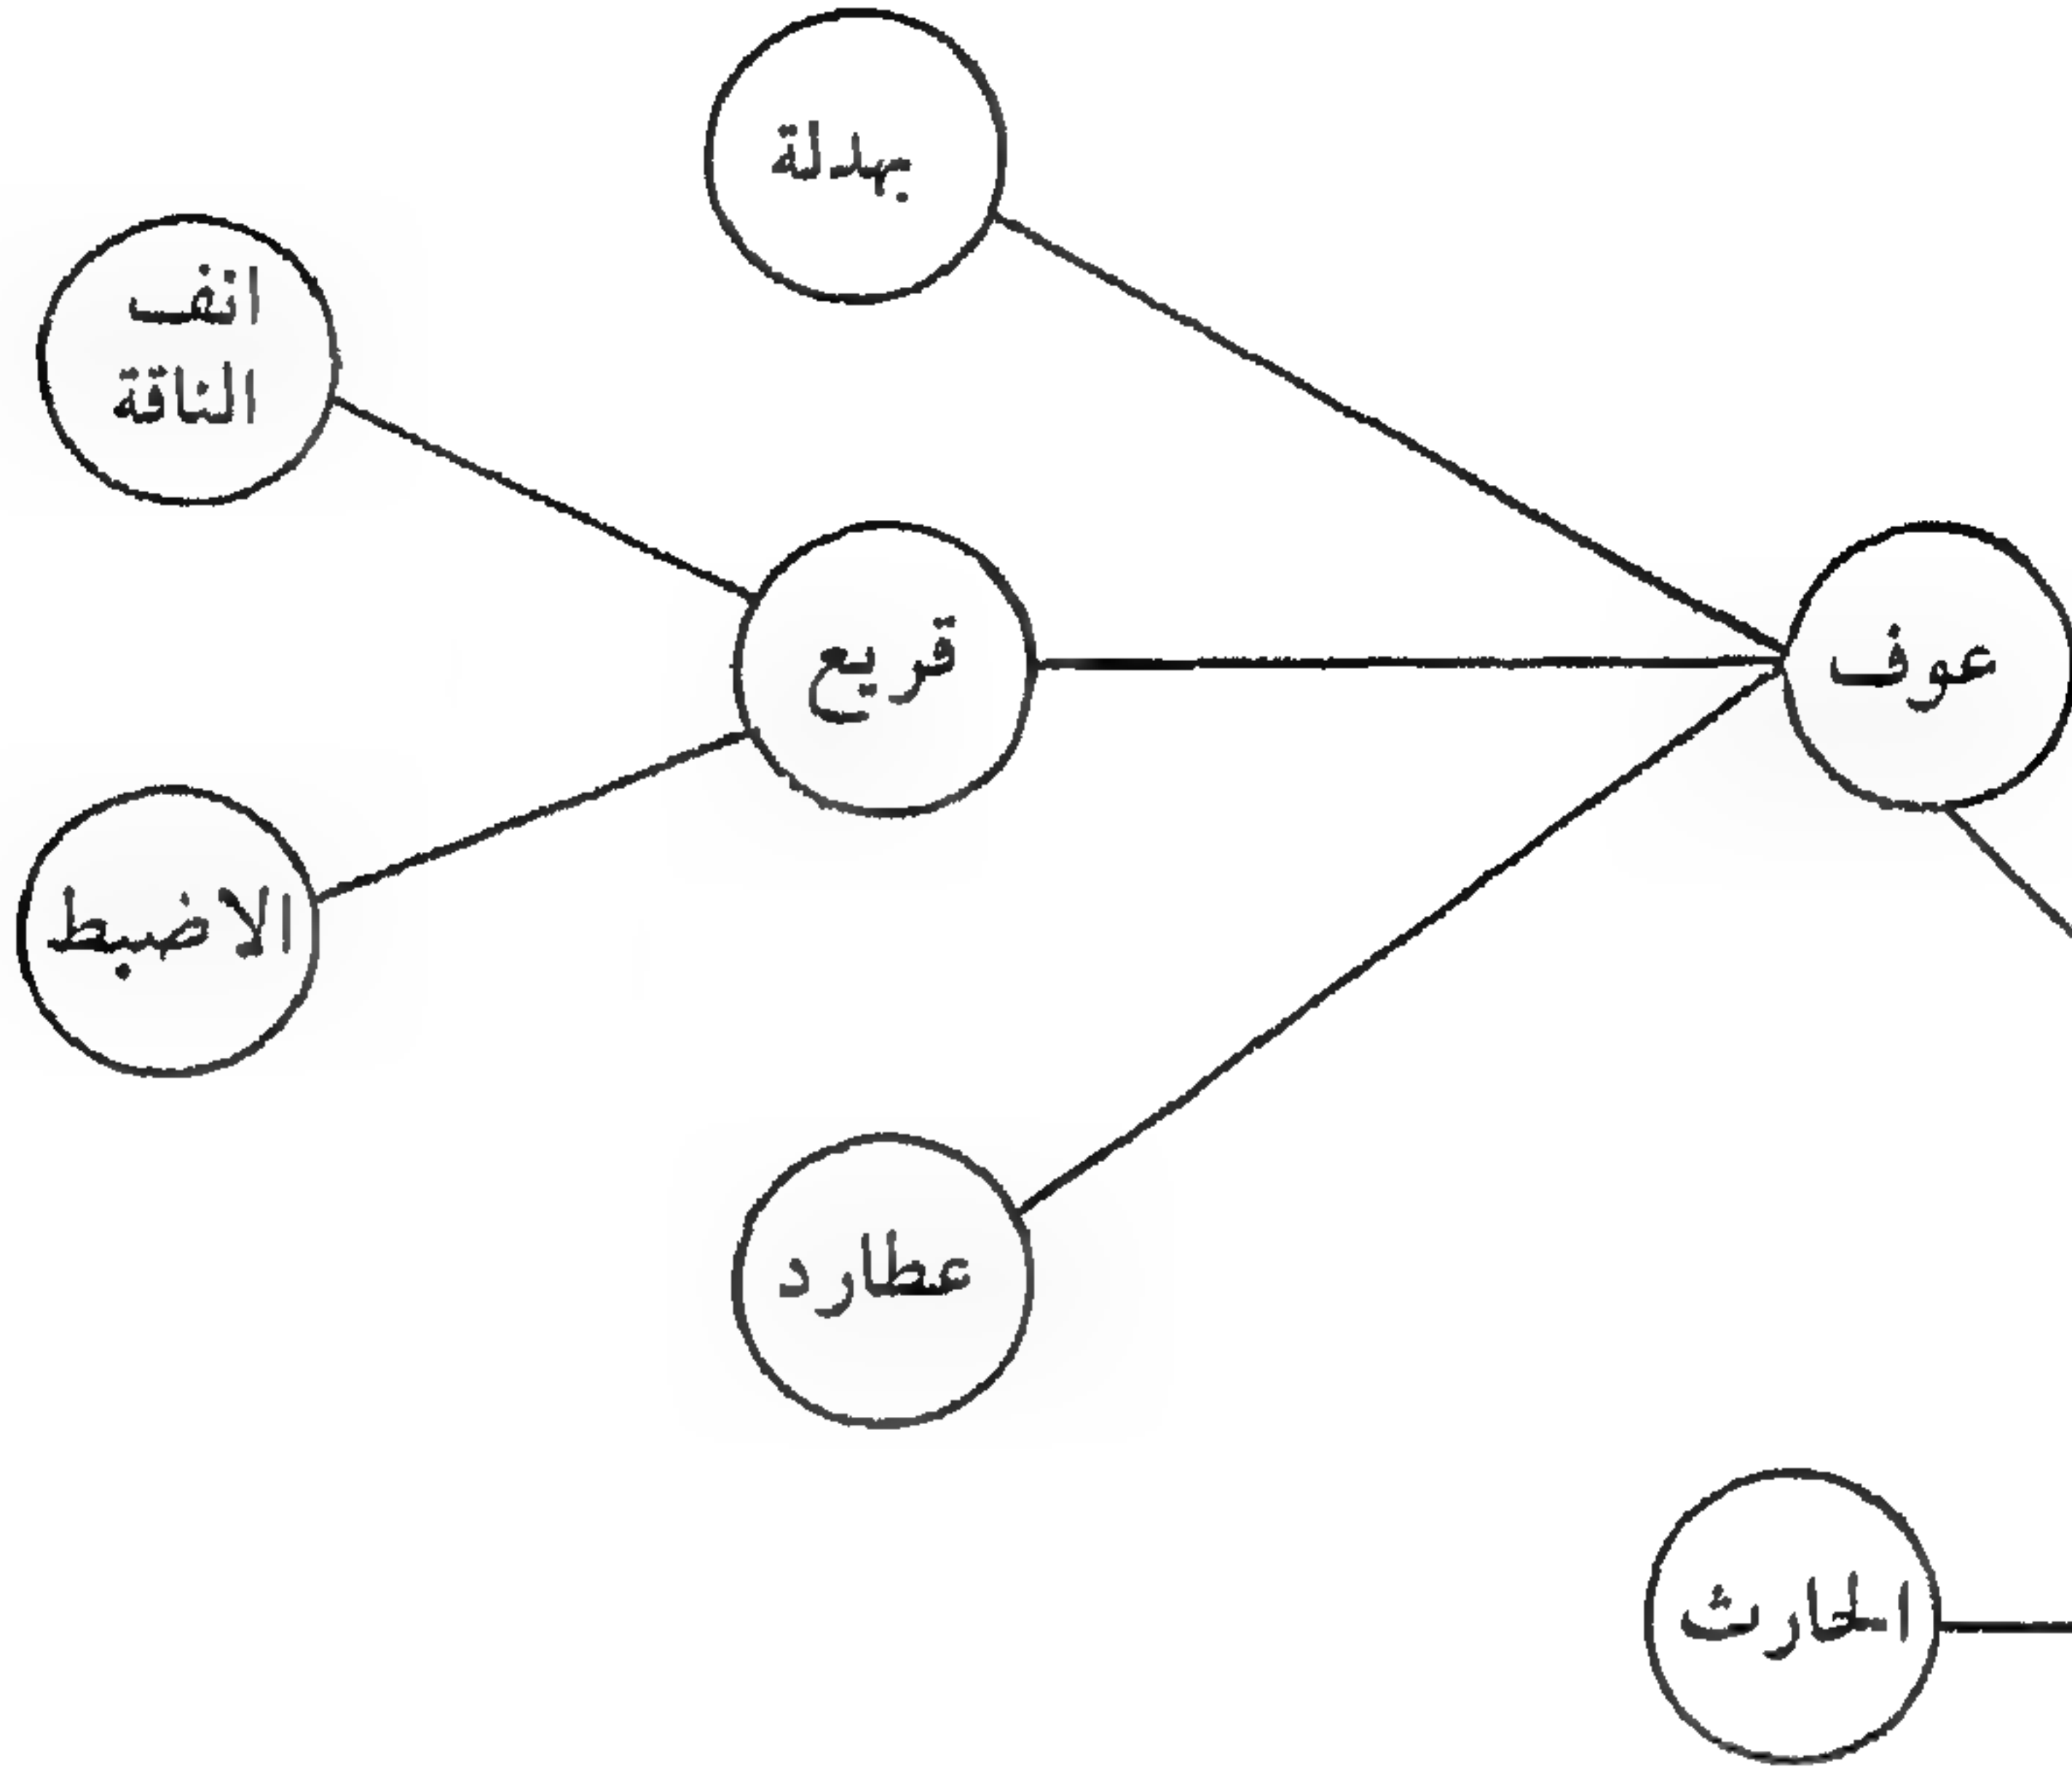 بهدلة
انف
الناقة
قريع
عوف
الاضبط
عطارد
الحارث